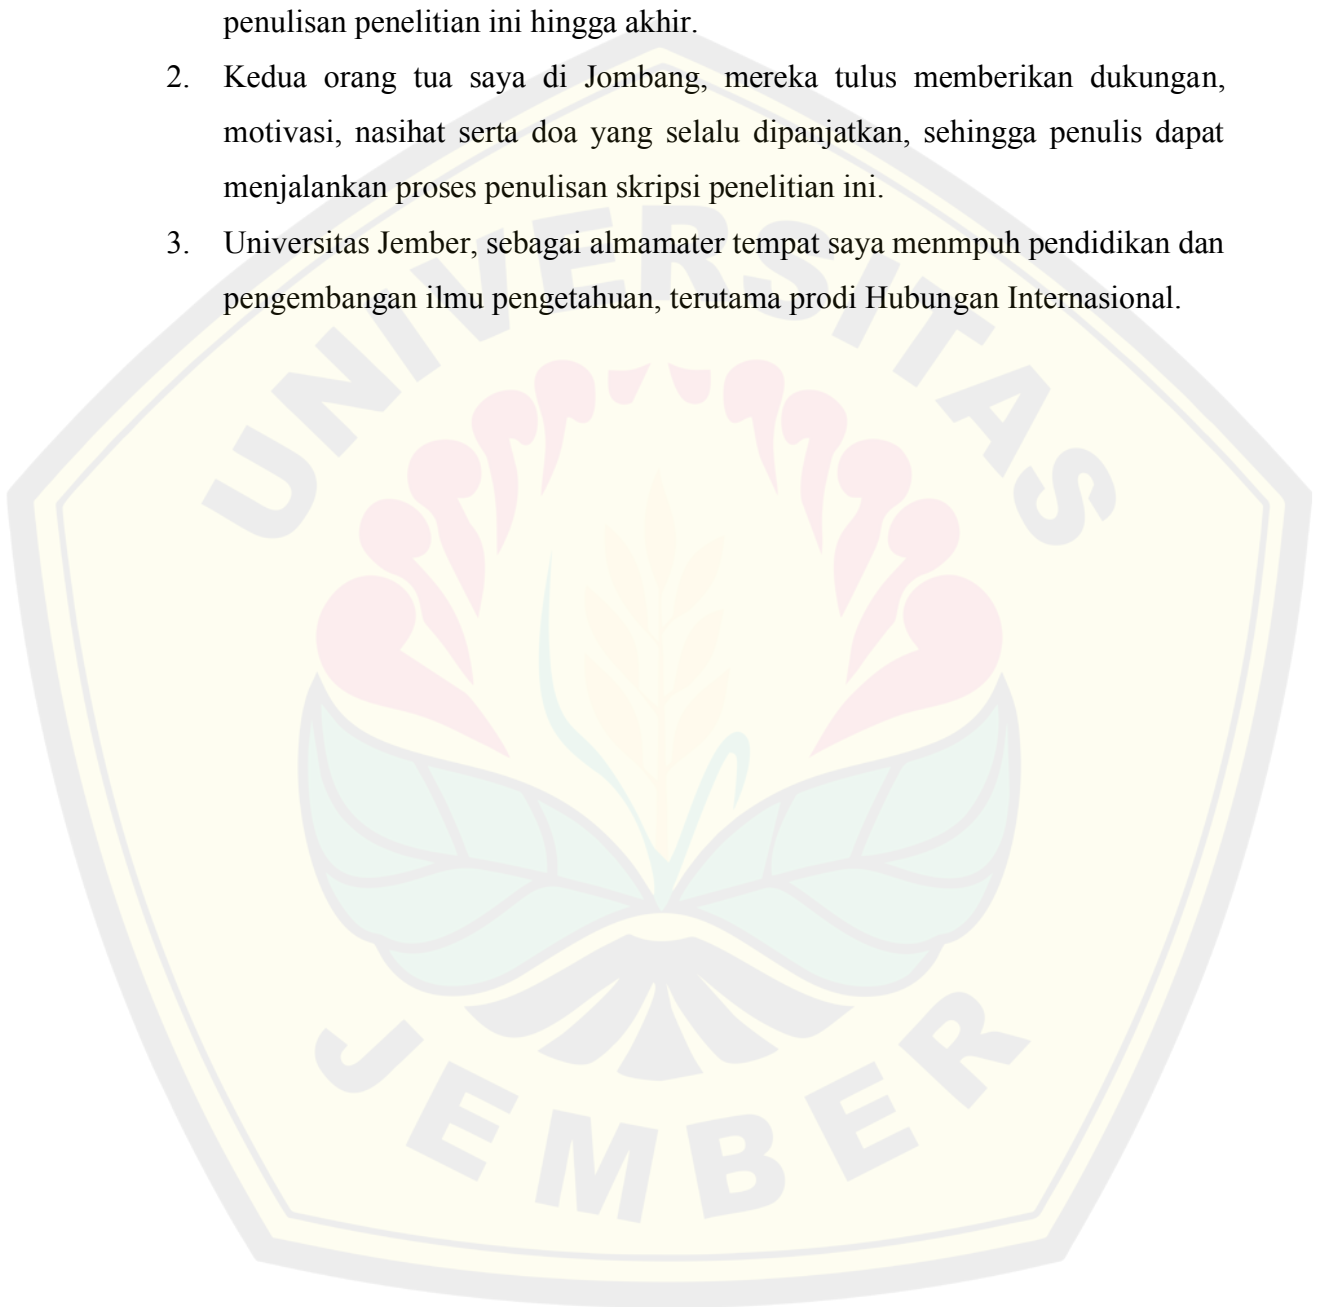 penulisan penelitian ini hingga akhir.
2. Kedua orang tua saya di Jombang, mereka tulus memberikan dukungan,
motivasi, nasihat serta doa yang selalu dipanjatkan, sehingga penulis dapat
menjalankan proses penulisan skripsi penelitian ini.
3. Universitas Jember, sebagai almamater tempat saya menmpuh pendidikan dan
pengembangan ilmu pengetahuan, terutama prodi Hubungan Internasional.
UNIVERSITAS
JEMBER